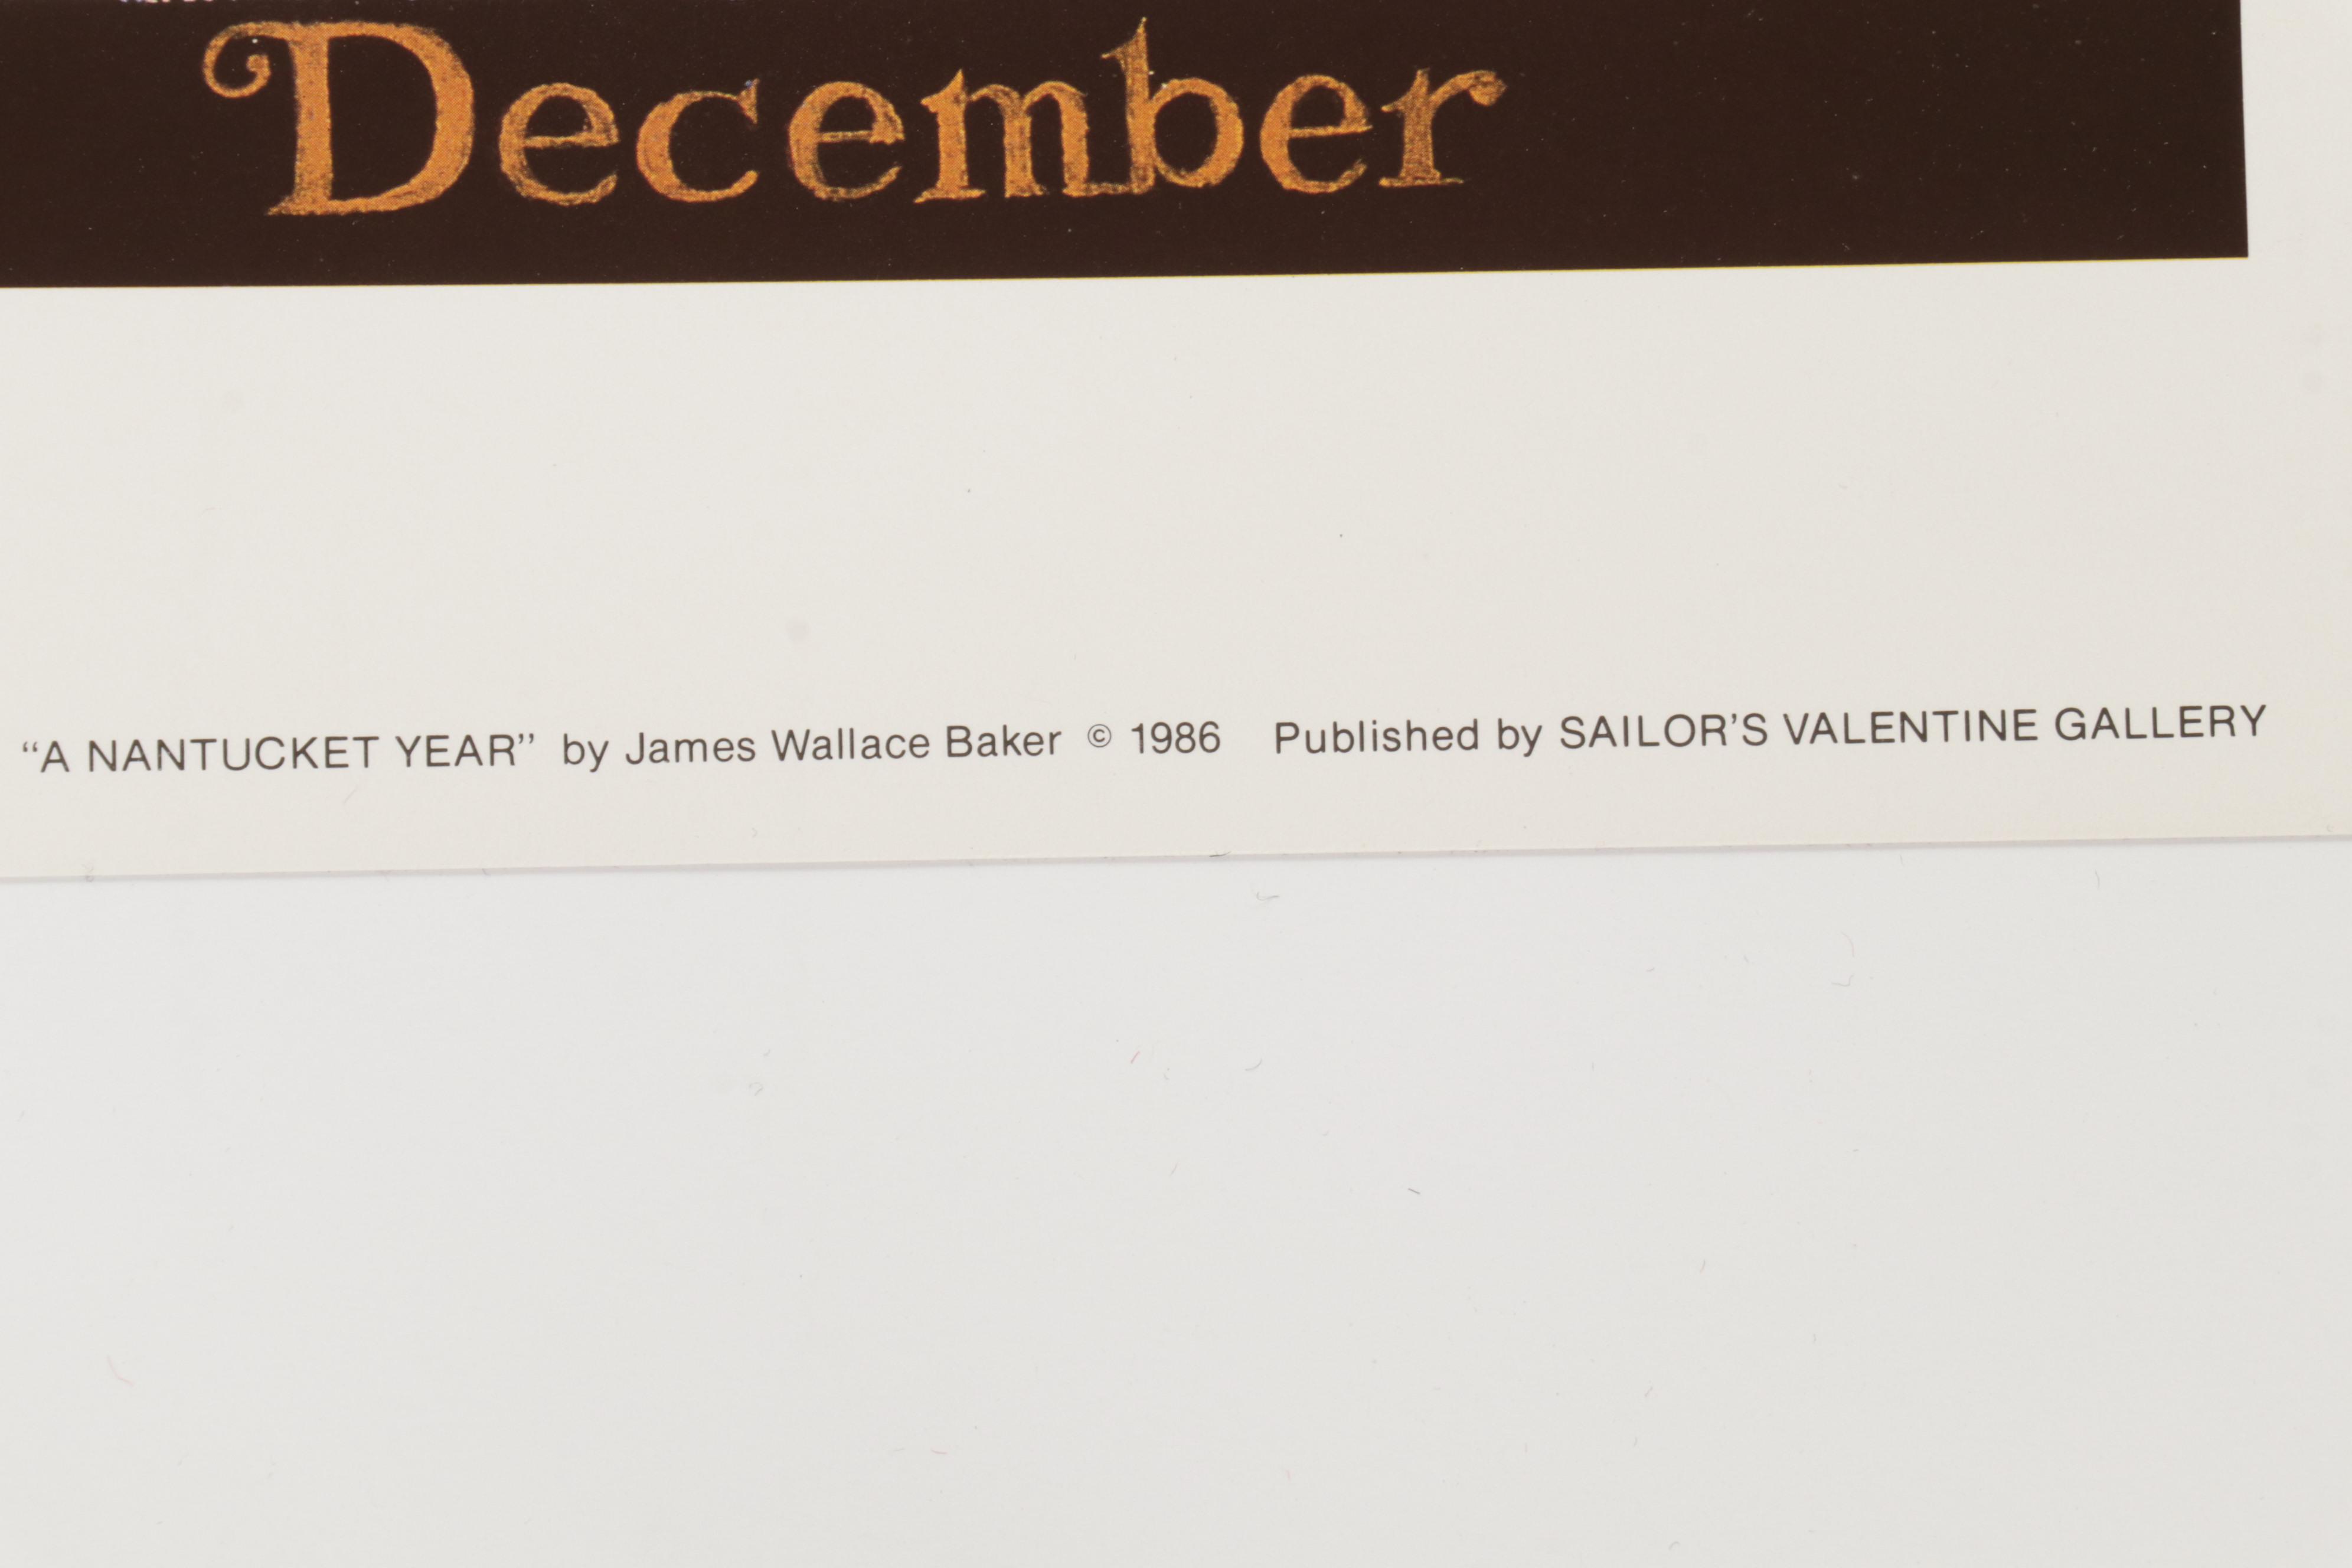 December
“A NANTUCKET YEAR” by James Wallace Baker © 1986 Published by SAILOR’S VALENTINE GALLERY